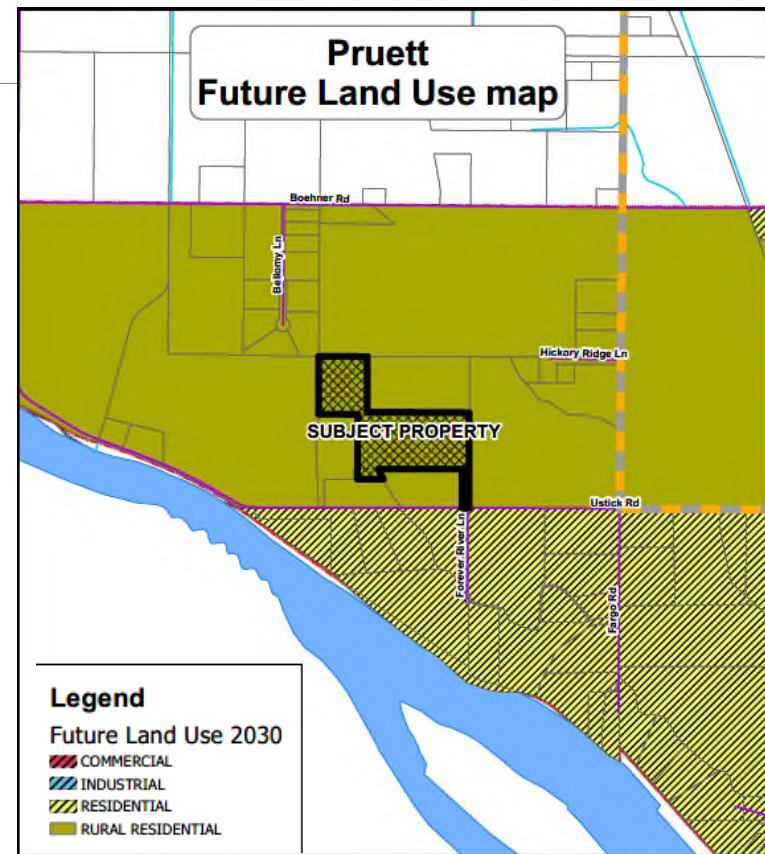 Pruett
Future Land Use map
Boehner Rd
Bellomy Ln
Hickory Ridge Ln
SUBJECT PROPERTY
Ustick Rd
Forever River Ln
Fargo Rd
Legend
Future Land Use 2030
COMMERCIAL
INDUSTRIAL
RESIDENTIAL
RURAL RESIDENTIAL